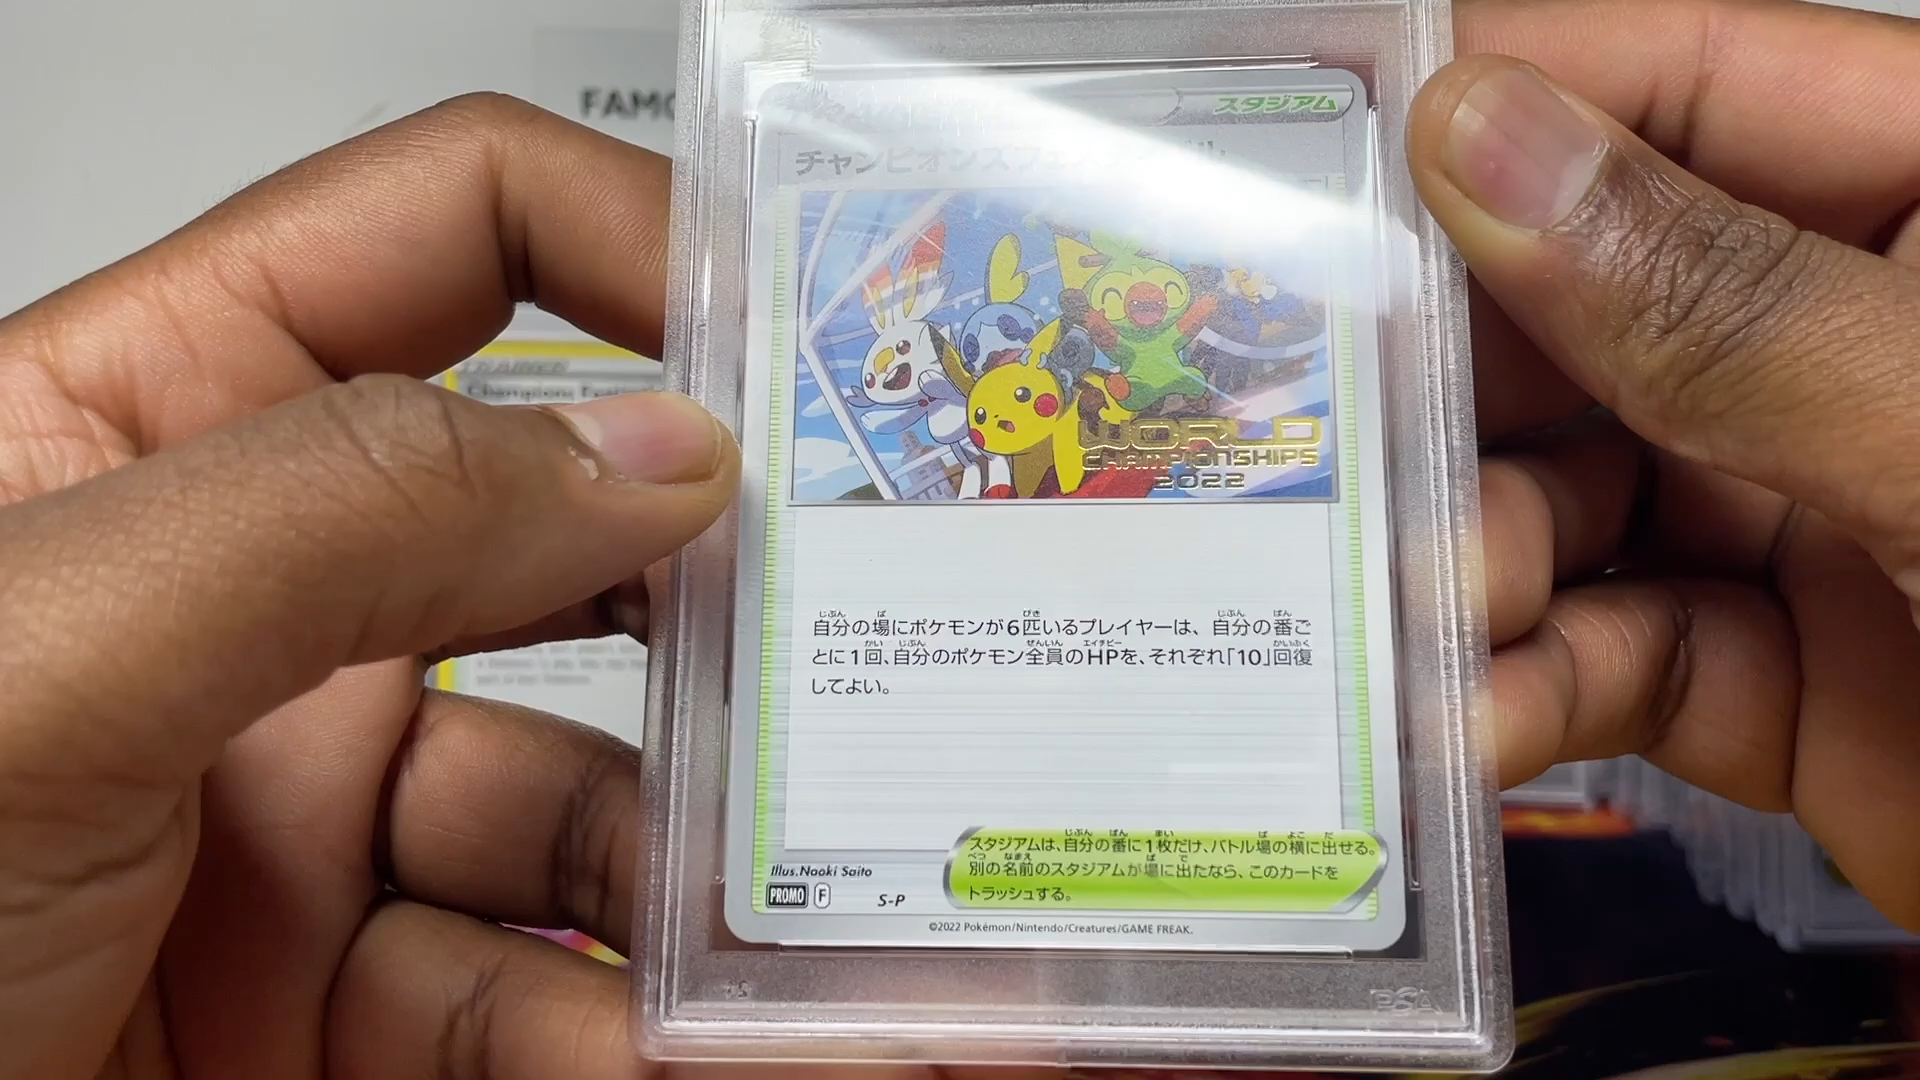 FAMO
スタジアム
チャンピオンズフェ
TRAINER
Champions Festi
WORLD
CHAMPIONSHIPS
2022
自分の場にポケモンが6匹いるプレイヤーは、自分の番ご
とに1回、自分のポケモン全員のHPを、それぞれ「10」回復
してよい。
スタジアムは、自分の番に1枚だけ、バトル場の横に出せる。
別の名前のスタジアムが場に出たなら、このカードを
トラッシュする。
Illus.Naoki Saito
PROMO F S-P
©2022 Pokémon/Nintendo/Creatures/GAME FREAK.
PSA